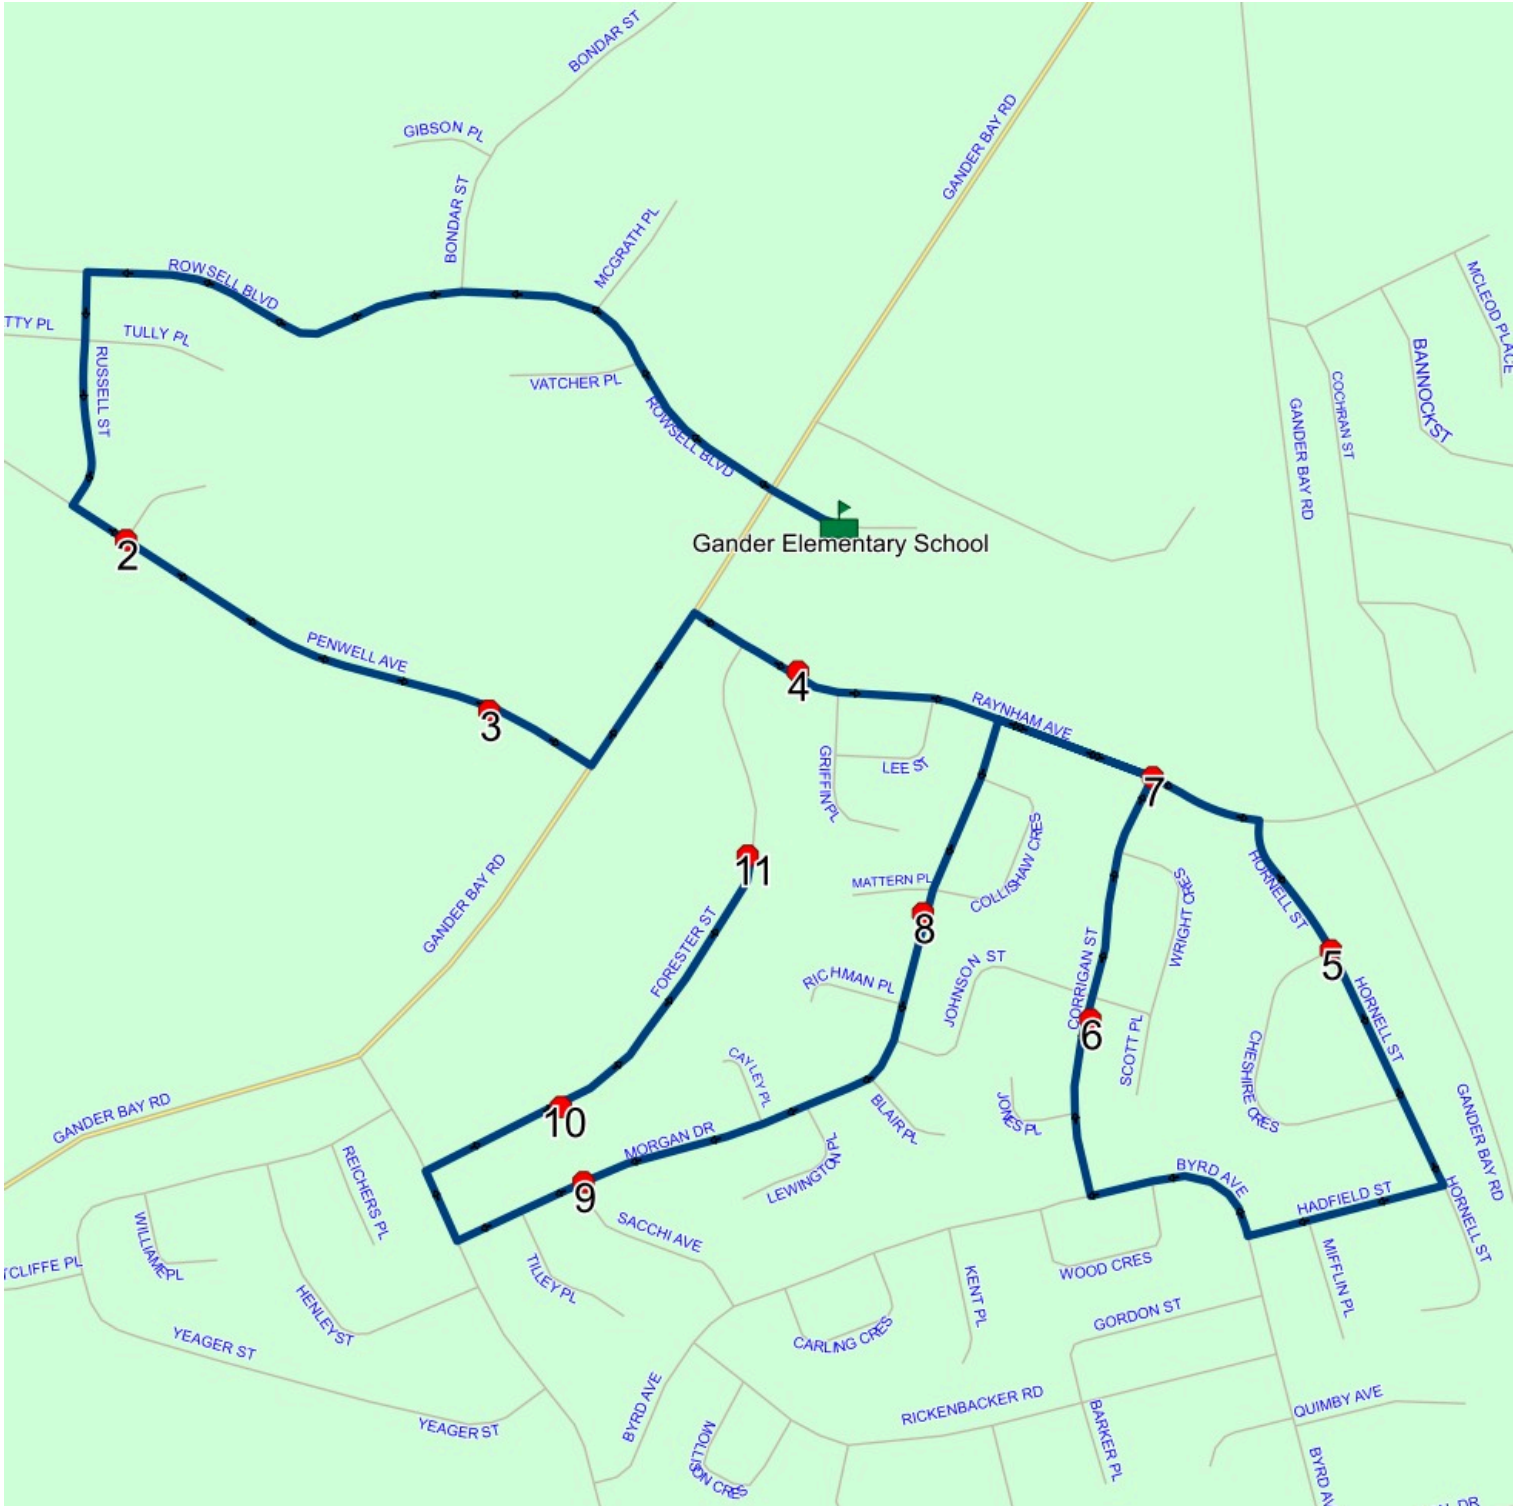 BONDAR ST
GANDER BAY RD
GIBSON PL
BONDAR ST
MCGRATH PL
ROWSELL BLVD
MCLEOD PLACE
TTY PL
TULLY PL
RUSSELL ST
VATCHER PL
ROWSELL BLVD
BANNOCK ST
COCHRAN ST
GANDER BAY RD
Gander Elementary School
2
PENWELL AVE
3
4
RAYNHAM AVE
GRIFFIN PL
LEE ST
7
COLLISHAW CRES
11
MATTERN PL
HORNELL ST
WRIGHT CRES
GANDER BAY RD
8
FORESTER ST
5
RICHMAN PL
JOHNSON ST
CORRIGAN ST
HORNELL ST
6
SCOTT PL
CHESHIRE CRES
CAYLEY PL
JONES PL
BLAIR PL
GANDER BAY RD
10
MORGAN DR
GANDER BAY RD
LEWINGTON PL
BYRD AVE
HADFIELD ST
REICHERS PL
9
SACCHI AVE
HORNELL ST
WILLIAME PL
TILLEY PL
WOOD CRES
MIFFLIN PL
TCLIFFE PL
HENLEY ST
KENT PL
GORDON ST
YEAGER ST
CARLING CRES
BYRD AVE
RICKENBACKER RD
QUIMBY AVE
YEAGER ST
MOLLISON CRES
BARKER PL
BYRD AV
DR